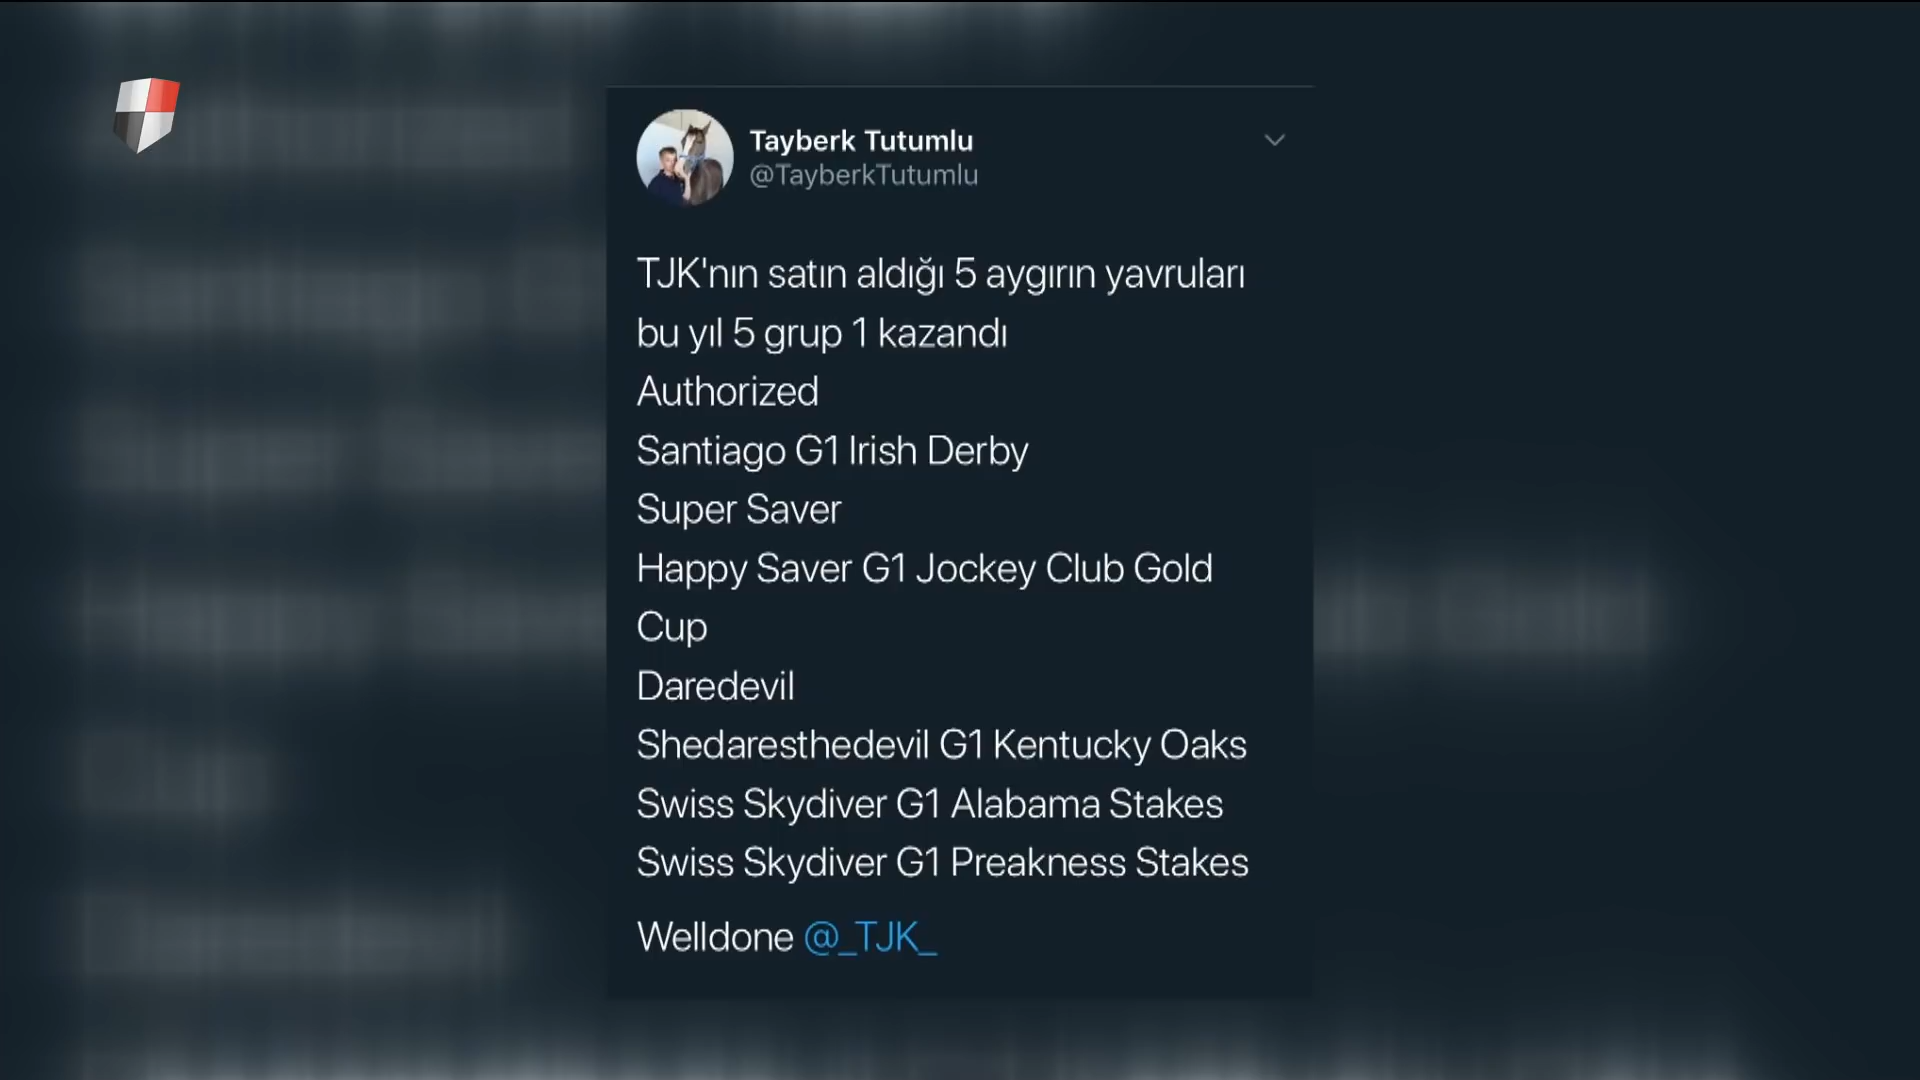 Tayberk Tutumlu
@TayberkTutumlu
TJK'nın satın aldığı 5 aygırın yavruları
bu yıl 5 grup 1 kazandı
Authorized
Santiago G1 Irish Derby
Super Saver
Happy Saver G1 Jockey Club Gold
Cup
Daredevil
Shedaresthedevil G1 Kentucky Oaks
Swiss Skydiver G1 Alabama Stakes
Swiss Skydiver G1 Preakness Stakes
Welldone @_TJK_